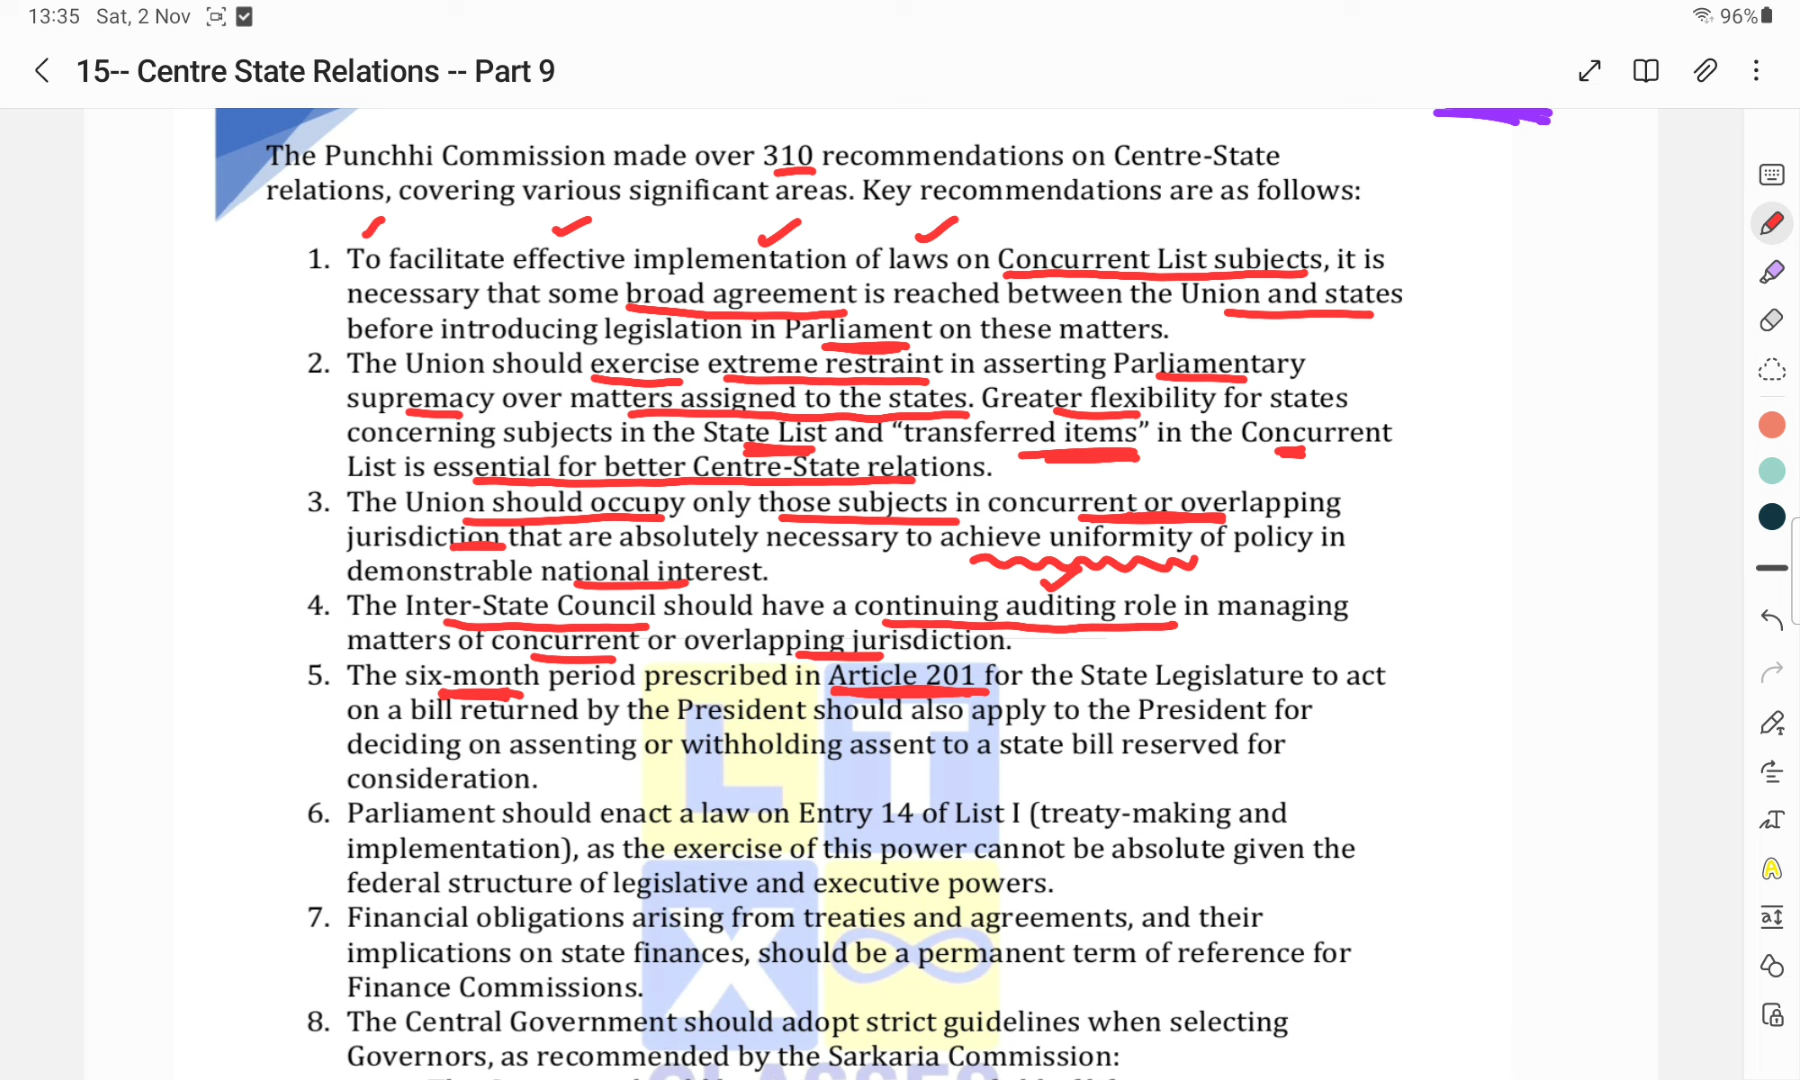 13:35 Sat, 2 Nov
96%
15-- Centre State Relations -- Part 9
The Punchhi Commission made over 310 recommendations on Centre-State
relations, covering various significant areas. Key recommendations are as follows:
1. To facilitate effective implementation of laws on Concurrent List subjects, it is
necessary that some broad agreement is reached between the Union and states
before introducing legislation in Parliament on these matters.
2. The Union should exercise extreme restraint in asserting Parliamentary
supremacy over matters assigned to the states. Greater flexibility for states
concerning subjects in the State List and “transferred items” in the Concurrent
List is essential for better Centre-State relations.
3. The Union should occupy only those subjects in concurrent or overlapping
jurisdiction that are absolutely necessary to achieve uniformity of policy in
demonstrable national interest.
4. The Inter-State Council should have a continuing auditing role in managing
matters of concurrent or overlapping jurisdiction.
5. The six-month period prescribed in Article 201 for the State Legislature to act
on a bill returned by the President should also apply to the President for
deciding on assenting or withholding assent to a state bill reserved for
consideration.
6. Parliament should enact a law on Entry 14 of List I (treaty-making and
implementation), as the exercise of this power cannot be absolute given the
federal structure of legislative and executive powers.
7. Financial obligations arising from treaties and agreements, and their
implications on state finances, should be a permanent term of reference for
Finance Commissions.
8. The Central Government should adopt strict guidelines when selecting
Governors, as recommended by the Sarkaria Commission: